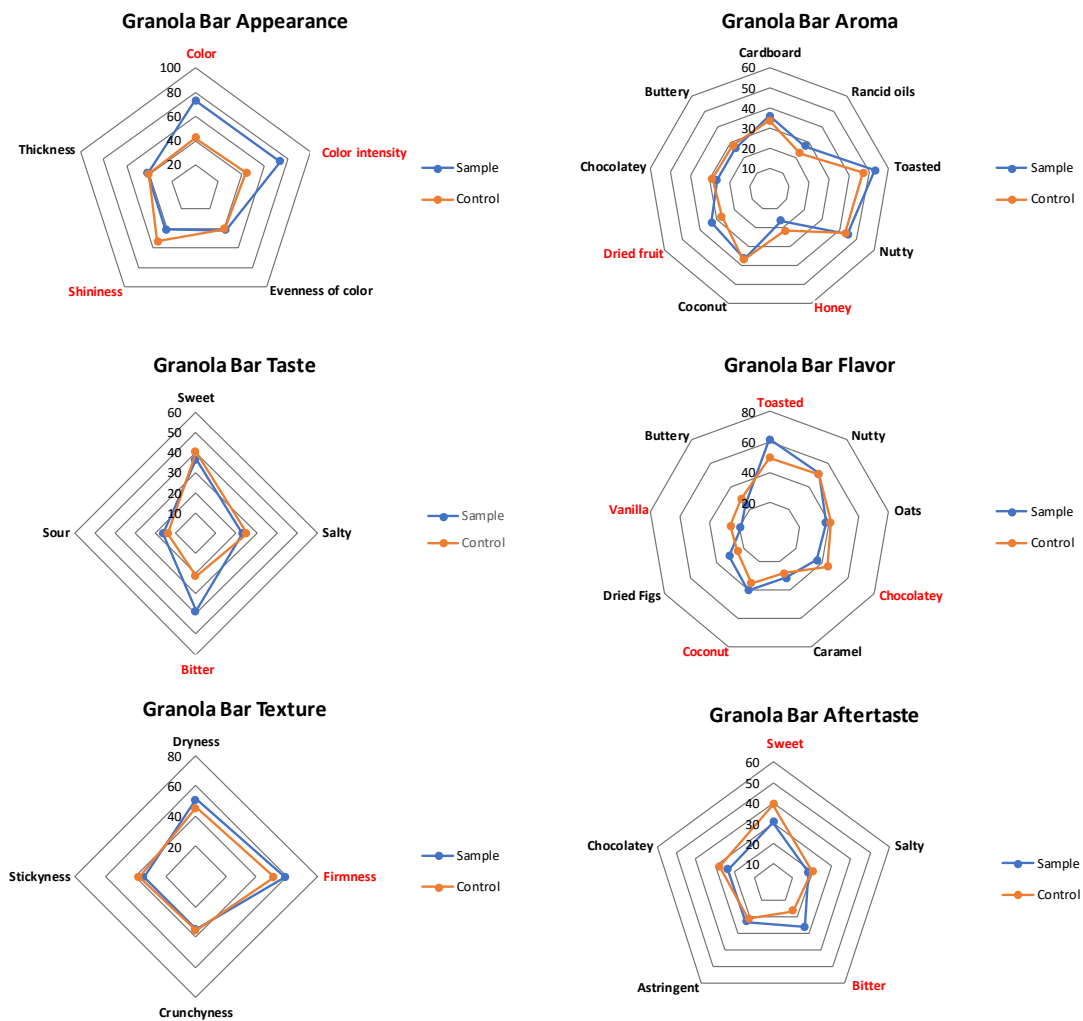 Granola Bar Appearance
Color
100
80
60
40
20
Color intensity
Thickness
Shininess
Evenness of color
Sample
Control
Granola Bar Aroma
Cardboard
60
50
40
30
20
10
Buttery
Rancid oils
Chocolatey
Toasted
Dried fruit
Nutty
Coconut
Honey
Sample
Control
Granola Bar Taste
Sweet
60
50
40
30
20
10
Sour
Salty
Bitter
Sample
Control
Granola Bar Flavor
Toasted
80
60
40
20
Buttery
Nutty
Vanilla
Oats
Dried Figs
Chocolatey
Coconut
Caramel
Sample
Control
Granola Bar Texture
Dryness
80
60
40
20
Stickyness
Firmness
Crunchyness
Sample
Control
Granola Bar Aftertaste
Sweet
60
50
40
30
20
10
Chocolatey
Salty
Astringent
Bitter
Sample
Control